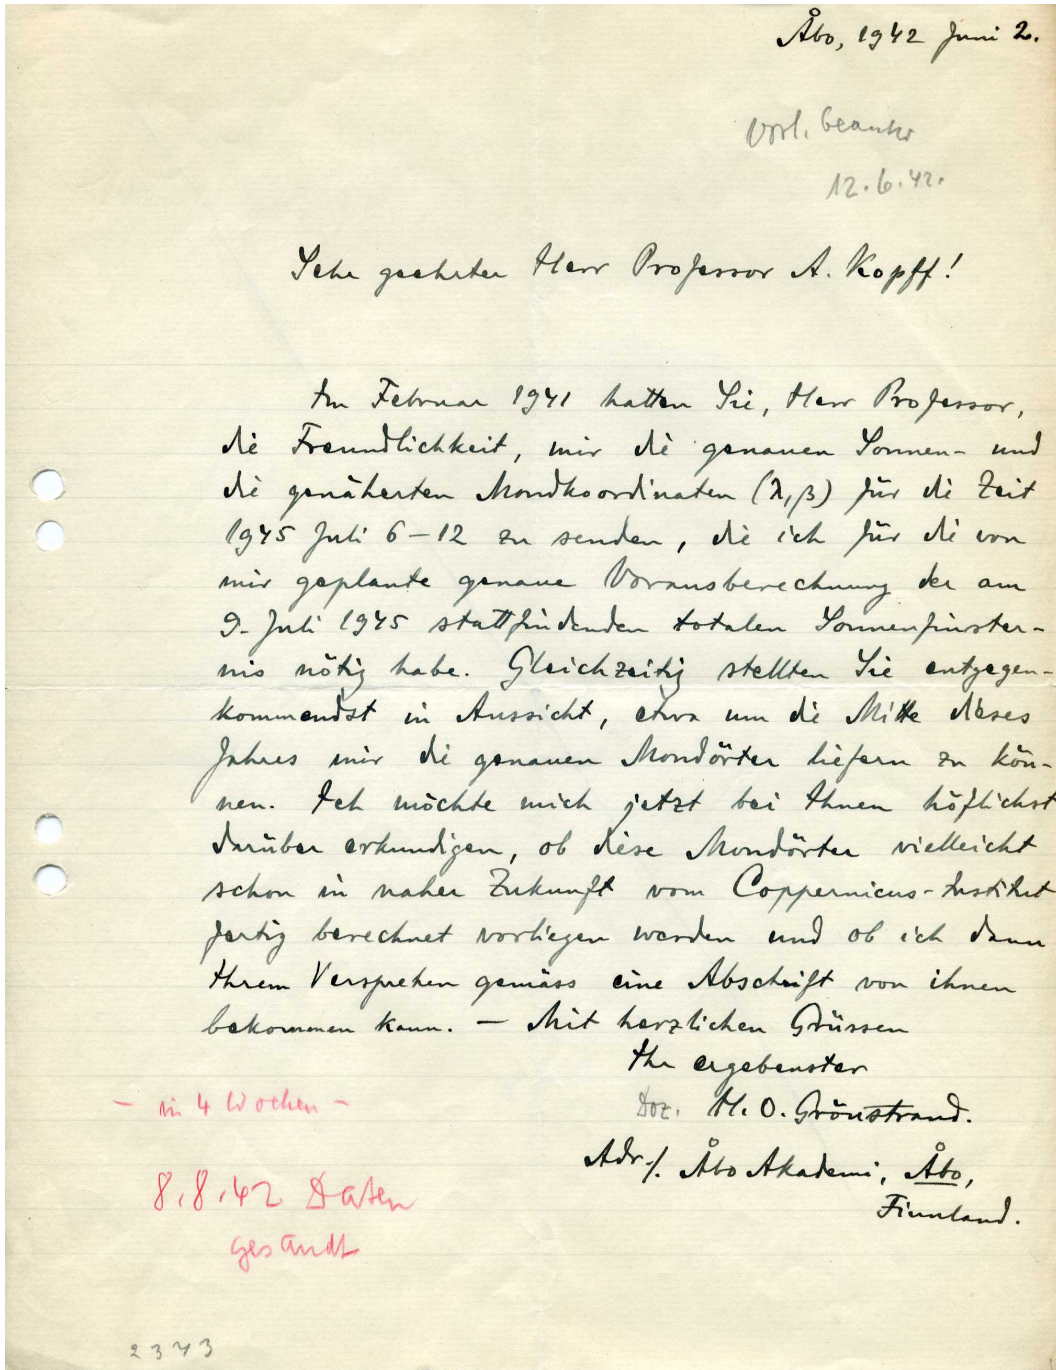 Åbo, 1942 Juni 2.
Vorl. beantw
12.6.42.
Sehr geehrter Herr Professor A. Kopff!
Im Februar 1941 hatten Sie, Herr Professor,
die Freundlichkeit, mir die genauen Sonnen- und
die genäherten Mondkoordinaten (λ, β) für die Zeit
1945 Juli 6–12 zu senden, die ich für die von
mir geplante genaue Vorausberechnung der am
9. Juli 1945 stattfindenden totalen Sonnenfinster-
nis nötig habe. Gleichzeitig stellten Sie entgegen-
kommendst in Aussicht, etwa um die Mitte dieses
Jahres mir die genauen Mondörter liefern zu kön-
nen. Ich möchte mich jetzt bei Ihnen höflichst
darüber erkundigen, ob diese Mondörter vielleicht
schon in naher Zukunft vom Coppernicus-Institut
fertig berechnet vorliegen werden und ob ich dann
Ihrem Versprehen gemäss eine Abschrift von ihnen
bekommen kann. — Mit herzlichen Grüssen
Ihr ergebenster
Doz. H. O. Grönstrand.
Adr./. Åbo Akademi, Åbo,
Finnland.
– in 4 Wochen –
8.8.42 Daten
gesandt
2343